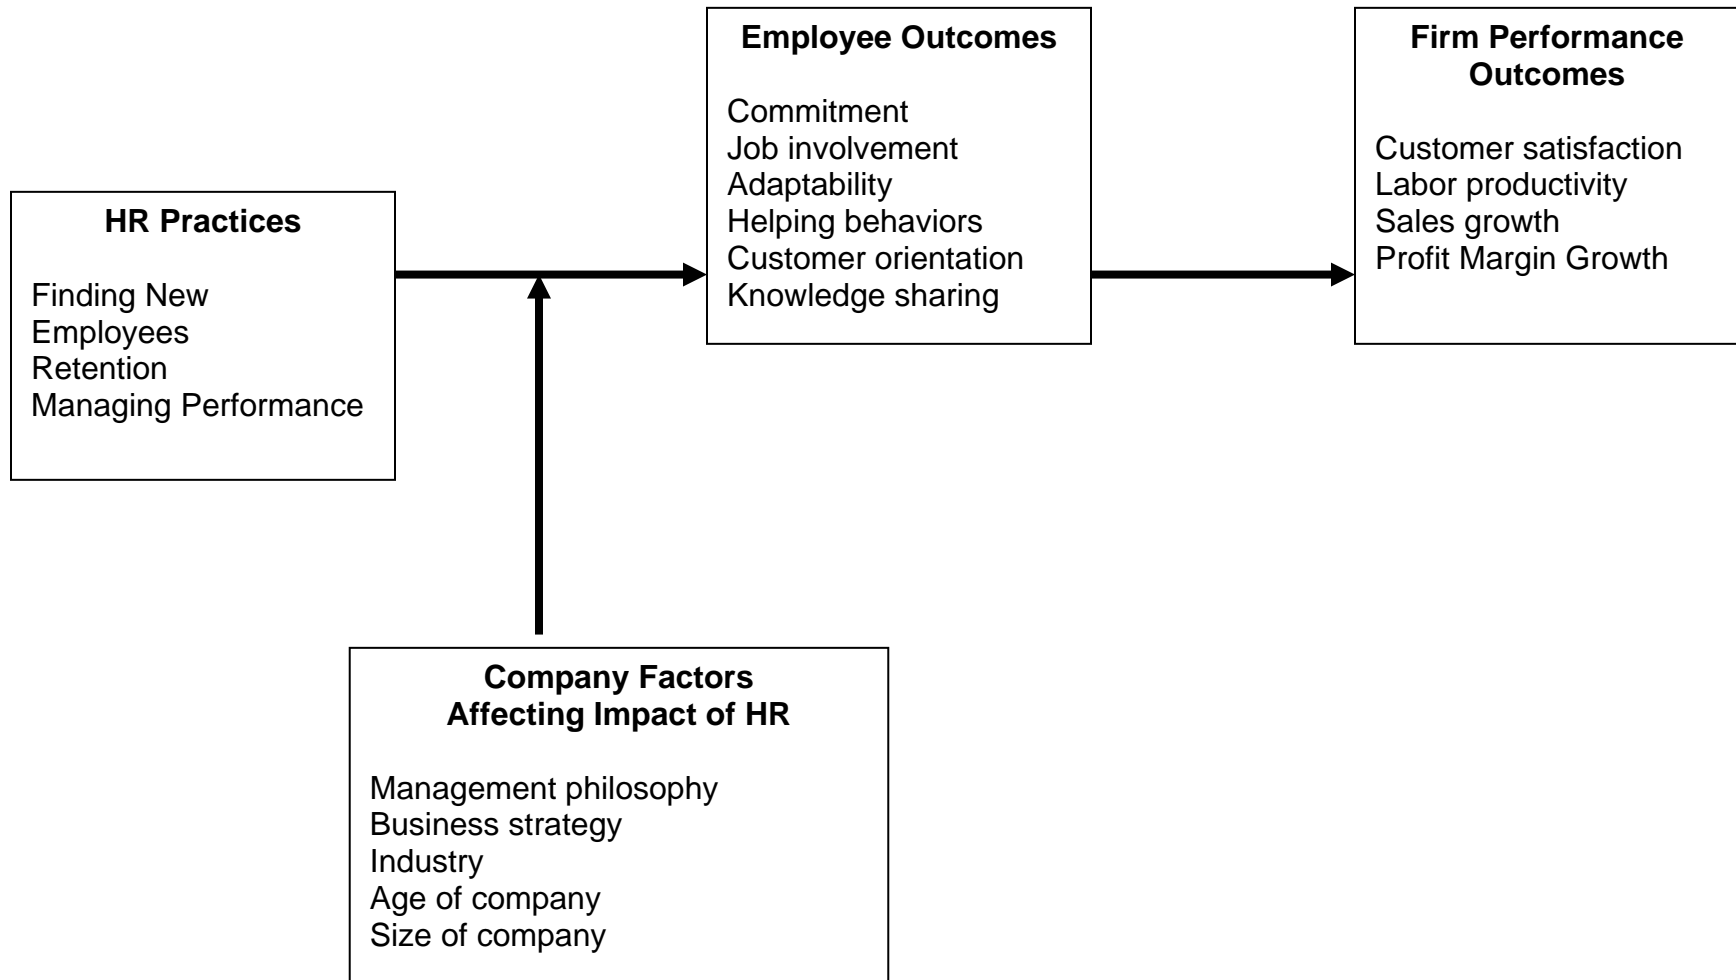 HR Practices
Finding New
Employees
Retention
Managing Performance
Employee Outcomes
Commitment
Job involvement
Adaptability
Helping behaviors
Customer orientation
Knowledge sharing
Firm Performance
Outcomes
Customer satisfaction
Labor productivity
Sales growth
Profit Margin Growth
Company Factors
Affecting Impact of HR
Management philosophy
Business strategy
Industry
Age of company
Size of company